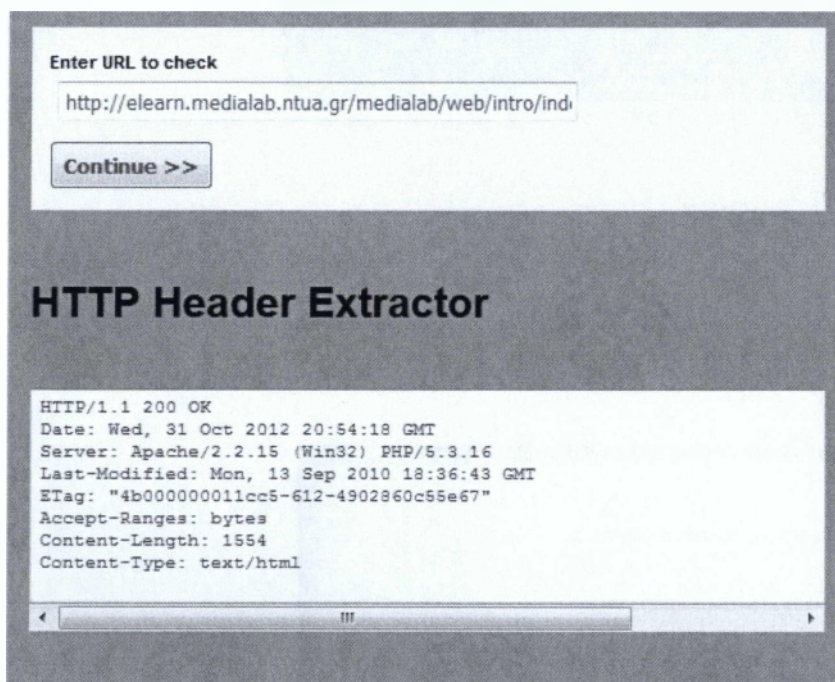 Enter URL to check
http://elearn.medialab.ntua.gr/medialab/web/intro/ind
Continue >>
HTTP Header Extractor
HTTP/1.1 200 OK
Date: Wed, 31 Oct 2012 20:54:18 GMT
Server: Apache/2.2.15 (Win32) PHP/5.3.16
Last-Modified: Mon, 13 Sep 2010 18:36:43 GMT
ETag: "4b000000011cc5-612-4902860c55e67"
Accept-Ranges: bytes
Content-Length: 1554
Content-Type: text/html